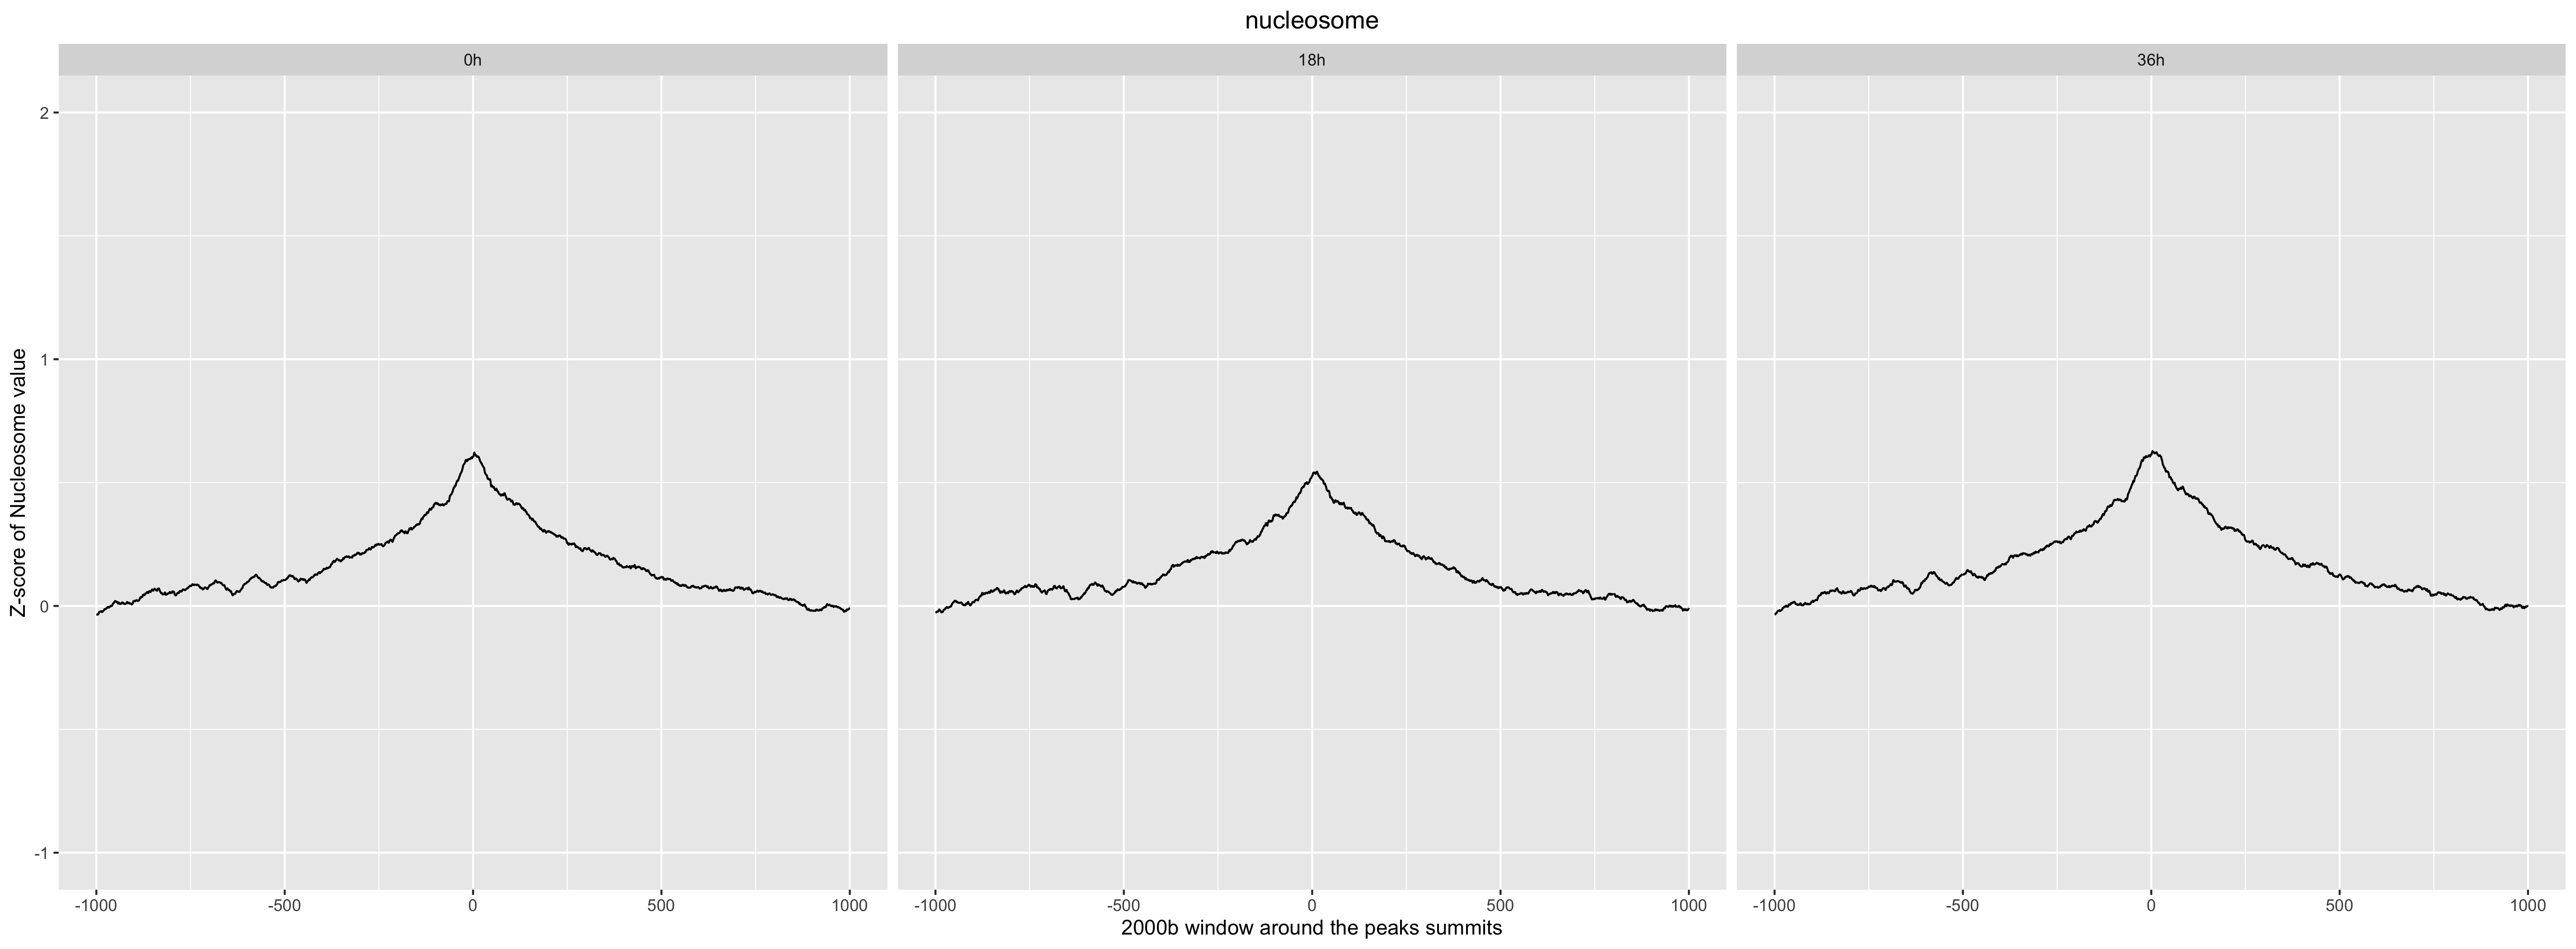 nucleosome
0h 18h 36h
Z-score of Nucleosome value
2
1
0
-1
-1000 -500 0 500 1000 -1000 -500 0 500 1000 -1000 -500 0 500 1000
2000b window around the peaks summits